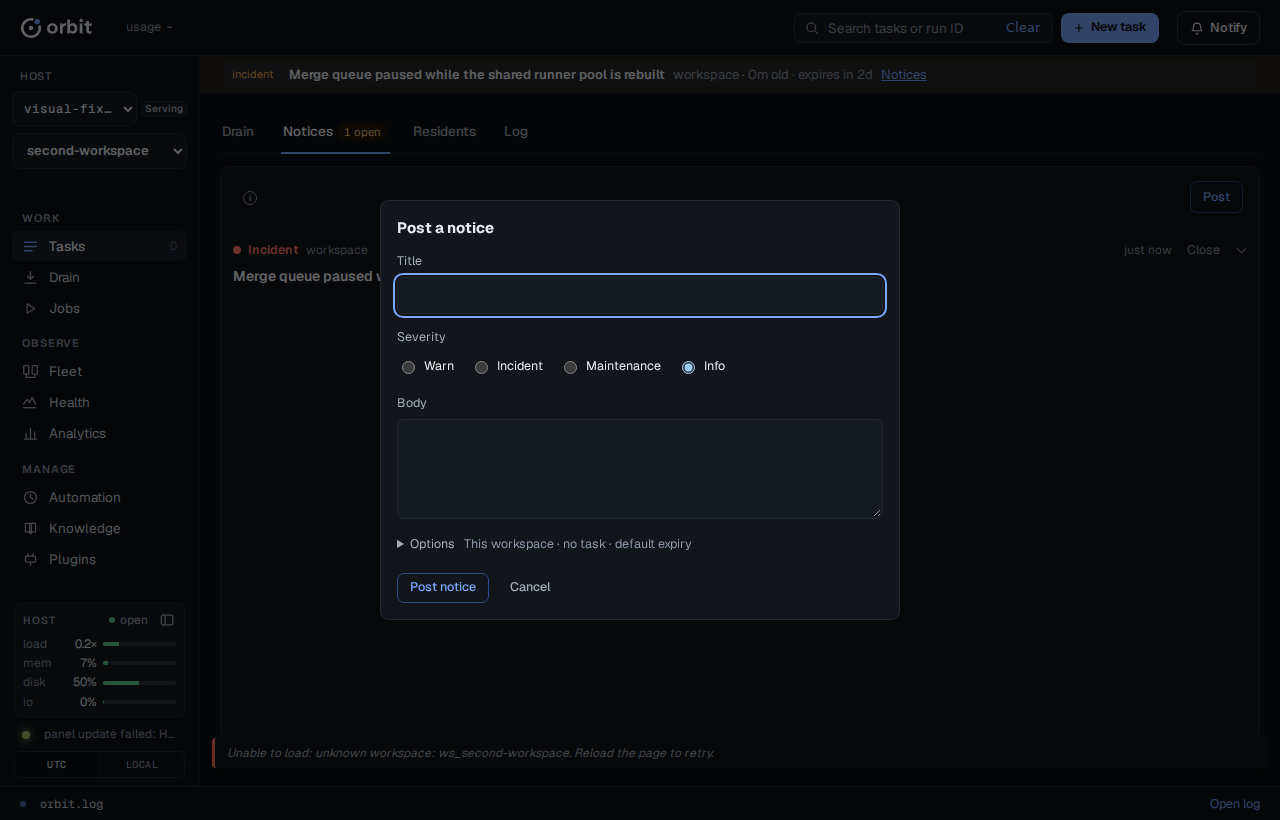 orbit
usage -
Search tasks or run ID
Clear
+ New task
Notify
HOST
visual-fix…
Serving
second-workspace
incident Merge queue paused while the shared runner pool is rebuilt workspace · 0m old · expires in 2d Notices
Drain
Notices 1 open
Residents
Log
Post
WORK
Tasks 0
Drain
Jobs
OBSERVE
Fleet
Health
Analytics
MANAGE
Automation
Knowledge
Plugins
Incident workspace
just now Close
Merge queue paused
Post a notice
Title
Severity
Warn Incident Maintenance Info
Body
Options This workspace · no task · default expiry
Post notice Cancel
HOST open
load 0.2×
mem 7%
disk 50%
io 0%
panel update failed: H…
UTC LOCAL
Unable to load: unknown workspace: ws_second-workspace. Reload the page to retry.
orbit.log
Open log